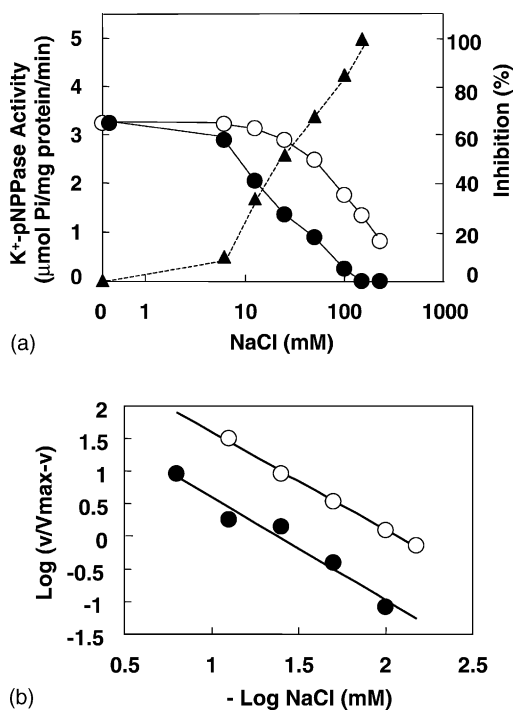 5
4
3
2
1
0
K⁺-pNPPase Activity
(μmol Pi/mg protein/min)
100
80
60
40
20
0
Inhibition (%)
0 1 10 100 1000
NaCl (mM)
(a)
2
1.5
1
0.5
0
-0.5
-1
-1.5
Log (v/Vmax-v)
0.5 1 1.5 2 2.5
- Log NaCl (mM)
(b)